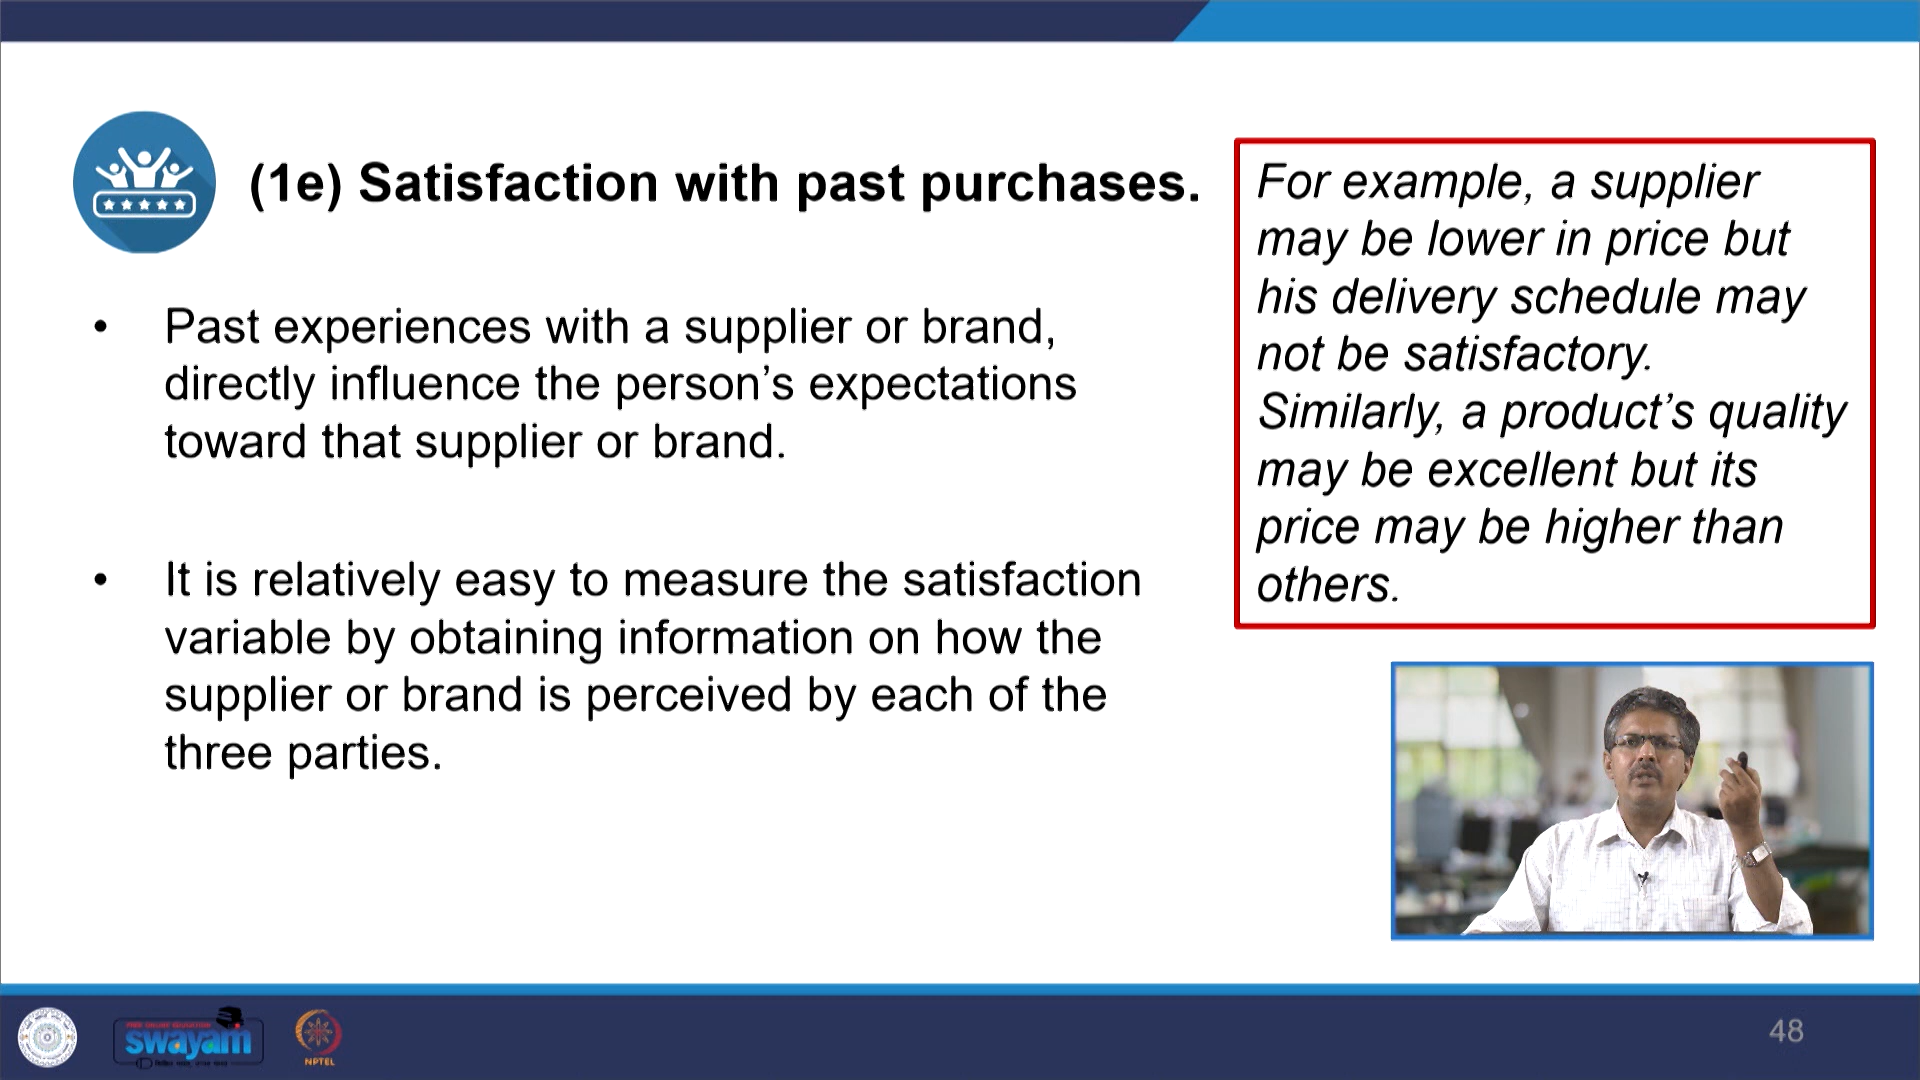 (1e) Satisfaction with past purchases.
• Past experiences with a supplier or brand,
directly influence the person’s expectations
toward that supplier or brand.
• It is relatively easy to measure the satisfaction
variable by obtaining information on how the
supplier or brand is perceived by each of the
three parties.
For example, a supplier
may be lower in price but
his delivery schedule may
not be satisfactory.
Similarly, a product’s quality
may be excellent but its
price may be higher than
others.
FREE ONLINE EDUCATION
swayam
NPTEL
48